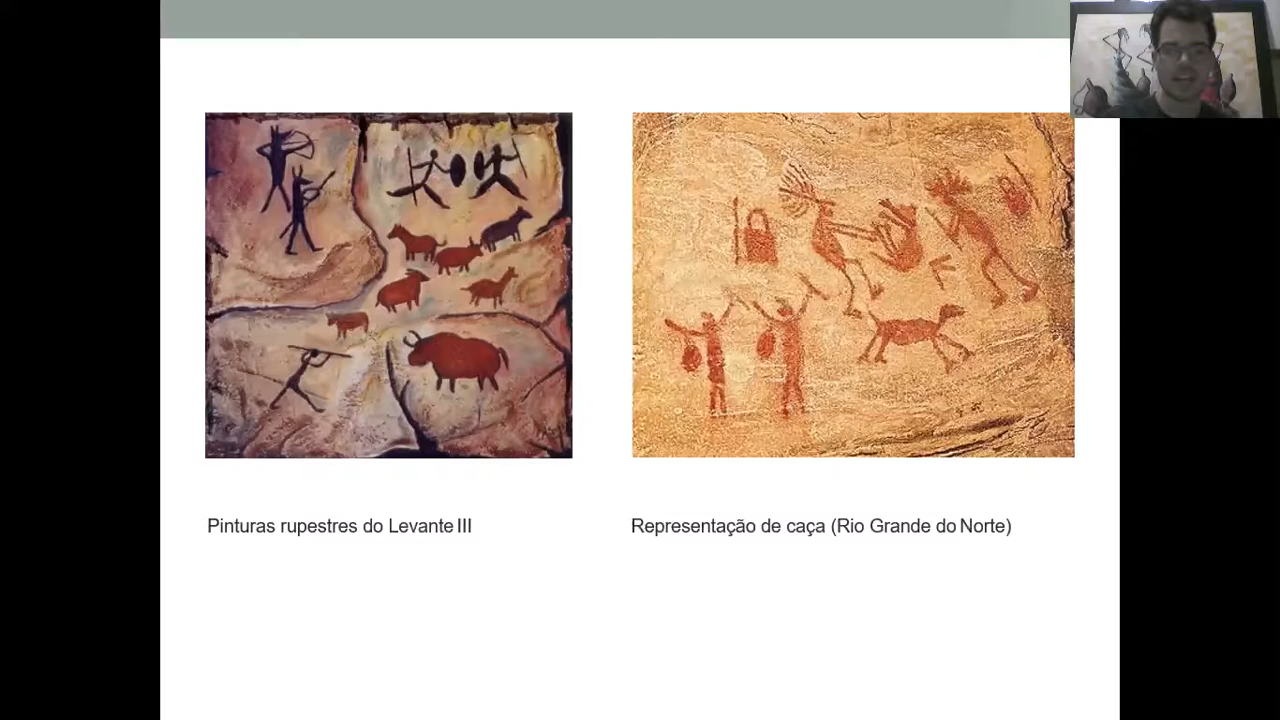 Pinturas rupestres do Levante III
Representação de caça (Rio Grande do Norte)